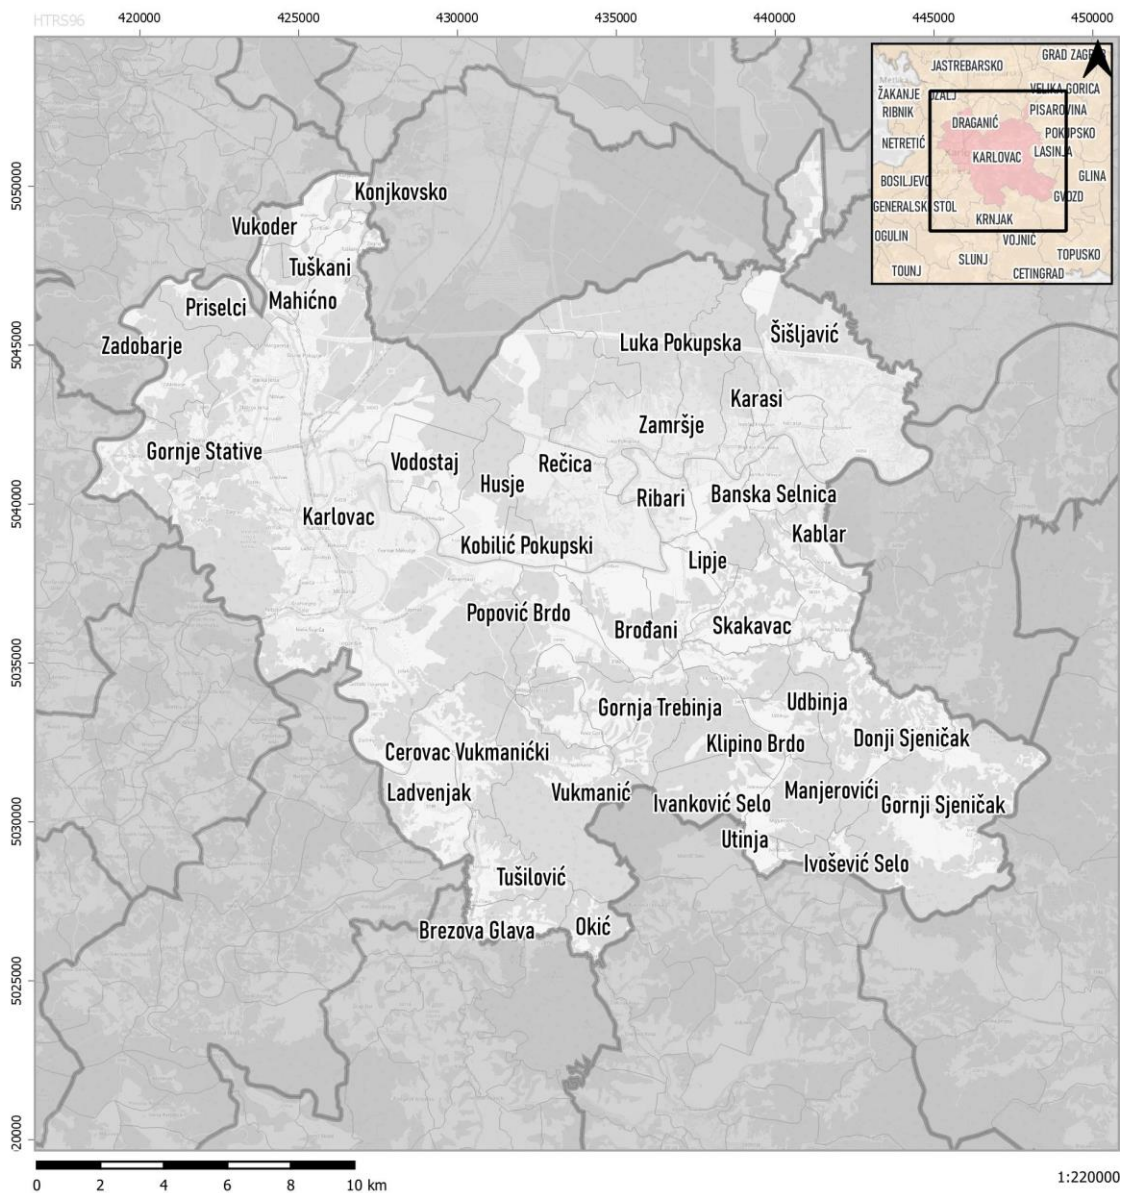 HTRS96
420000 425000 430000 435000 440000 445000 450000
5050000
5045000
5040000
5035000
5030000
5025000
20000
GRAD ZAGREB
JASTREBARSKO
ŽAKANJE
OZALJ
VELIKA GORICA
RIBNIK
PISAROVINA
DRAGANIĆ
POKUPSKO
NETRETIĆ
LASINJA
KARLOVAC
GLINA
BOSILJEVO
GVOZD
GENERALSKI STOL
KRNJAK
OGULIN
VOJNIĆ
TOPUSKO
SLUNJ
TOUNJ
CETINGRAD
Konjkovsko
Vukoder
Tuškani
Mahićno
Priselci
Zadobarje
Šišljavić
Luka Pokupska
Karasi
Zamršje
Gornje Stative
Vodostaj
Rečica
Husje
Ribari
Banska Selnica
Karlovac
Kablar
Kobilić Pokupski
Lipje
Popović Brdo
Brođani
Skakavac
Gornja Trebinja
Udbinja
Klipino Brdo
Donji Sjeničak
Cerovac Vukmanićki
Ladvenjak
Vukmanić
Ivanković Selo
Manjerovići
Gornji Sjeničak
Utinja
Ivošević Selo
Tušilović
Brezova Glava
Okić
0 2 4 6 8 10 km
1:220000